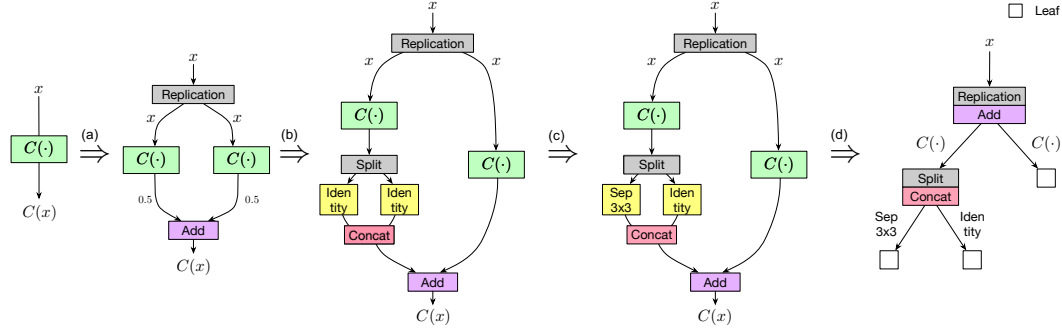 x
C(·)
C(x)
(a)
⇒
x
Replication
x x
C(·) C(·)
0.5 0.5
Add
C(x)
(b)
⇒
x
Replication
x x
C(·)
C(·)
Split
Iden
tity
Iden
tity
Concat
Add
C(x)
(c)
⇒
x
Replication
x x
C(·)
C(·)
Split
Sep
3x3
Iden
tity
Concat
Add
C(x)
(d)
⇒
Leaf
x
Replication
Add
C(·) C(·)
Split
Concat
Sep
3x3
Iden
tity